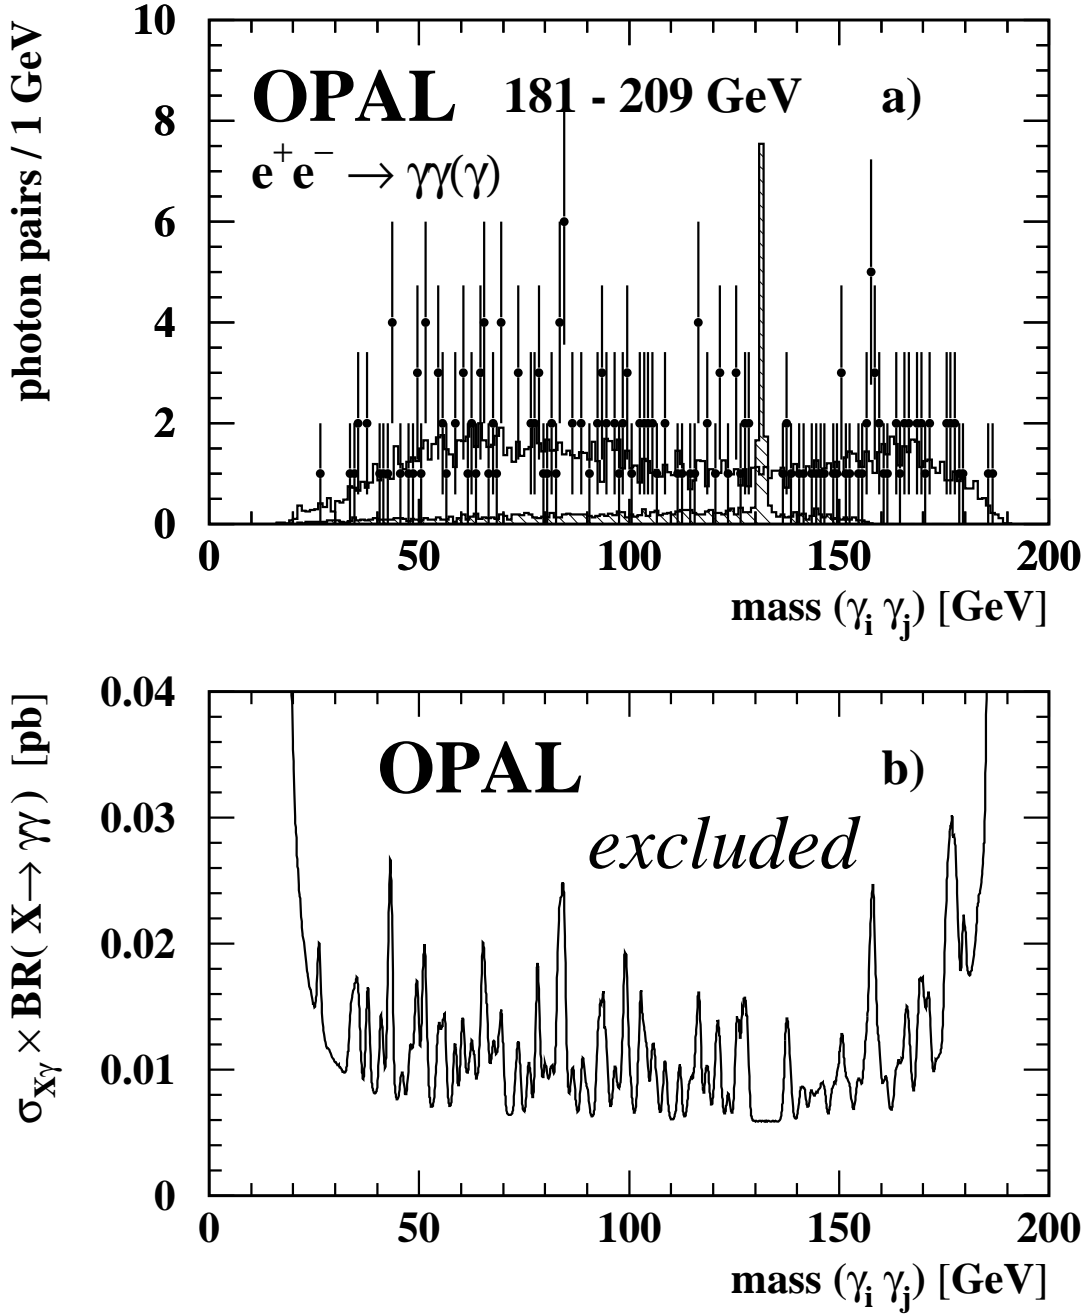 photon pairs / 1 GeV
10
8
6
4
2
0
OPAL 181 - 209 GeV a)
e⁺e⁻ → γγ(γ)
0 50 100 150 200
mass (γᵢ γⱼ) [GeV]
σ_Xγ × BR( X→ γγ ) [pb]
0.04
0.03
0.02
0.01
0
OPAL b)
excluded
0 50 100 150 200
mass (γᵢ γⱼ) [GeV]